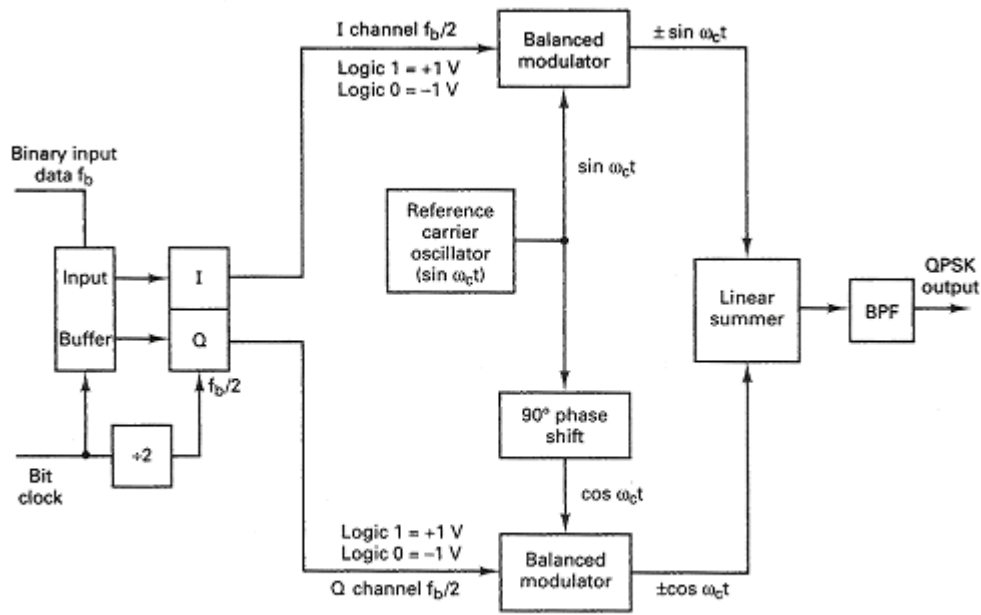 I channel f_b/2
Logic 1 = +1 V
Logic 0 = −1 V
Balanced
modulator
± sin ω_ct
Binary input
data f_b
sin ω_ct
Reference
carrier
oscillator
(sin ω_ct)
Input
Buffer
I
Q
f_b/2
Linear
summer
BPF
QPSK
output
÷2
Bit
clock
90° phase
shift
cos ω_ct
Logic 1 = +1 V
Logic 0 = −1 V
Q channel f_b/2
Balanced
modulator
±cos ω_ct